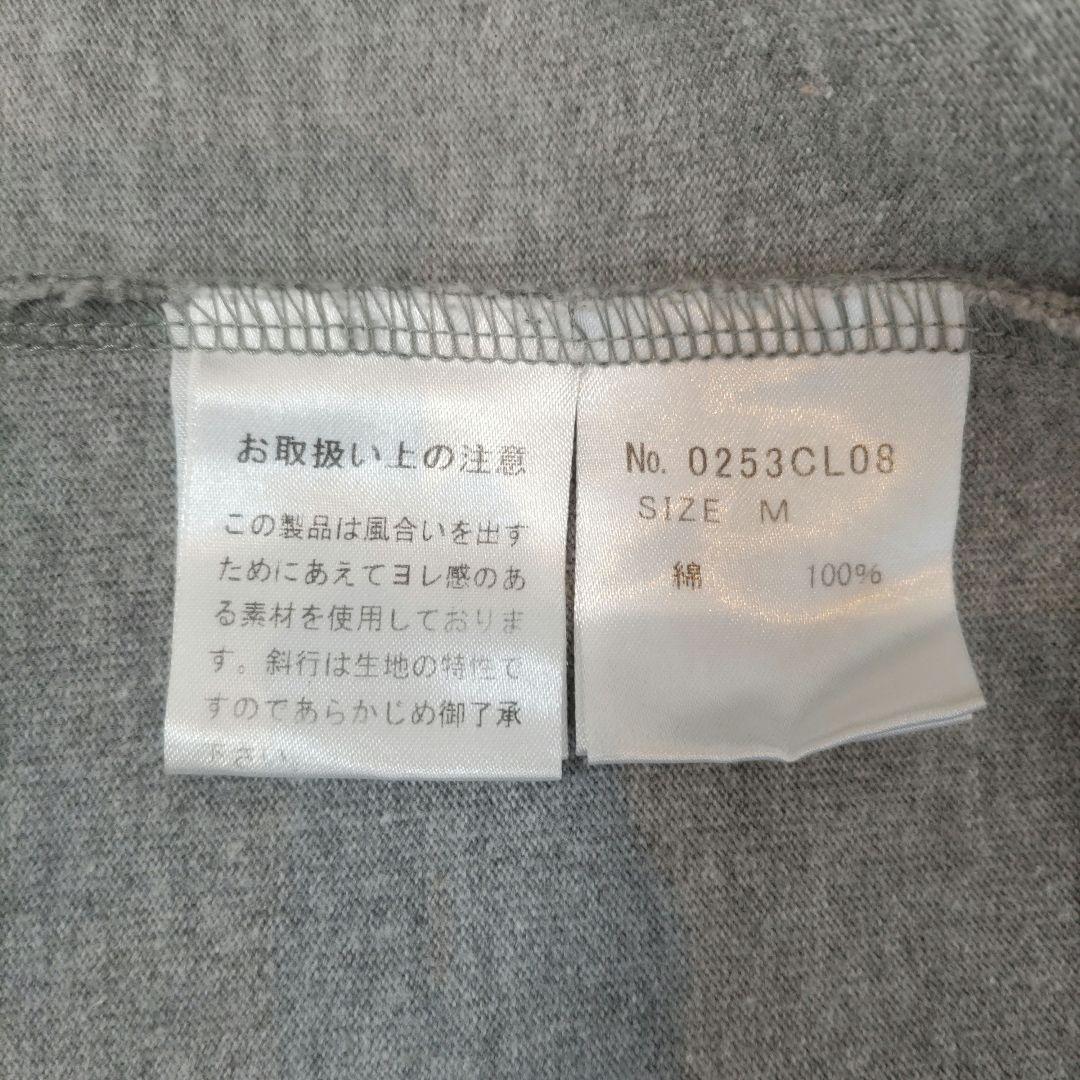 お取扱い上の注意
この製品は風合いを出す
ためにあえてヨレ感のあ
る素材を使用しておりま
す。斜行は生地の特性で
すのであらかじめ御了承
下さい。
No. 0253CL08
SIZE M
綿 100%